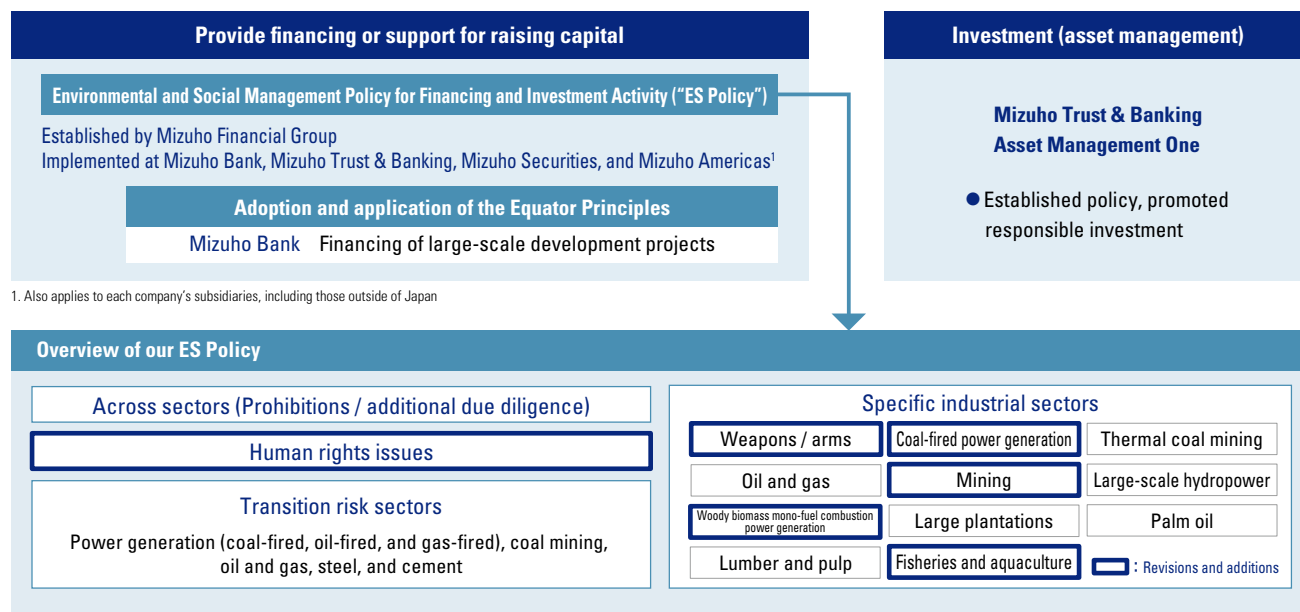 Provide financing or support for raising capital
Environmental and Social Management Policy for Financing and Investment Activity (“ES Policy”)
Established by Mizuho Financial Group
Implemented at Mizuho Bank, Mizuho Trust & Banking, Mizuho Securities, and Mizuho Americas¹
Adoption and application of the Equator Principles
Mizuho Bank Financing of large-scale development projects
1. Also applies to each company’s subsidiaries, including those outside of Japan
Investment (asset management)
Mizuho Trust & Banking
Asset Management One
● Established policy, promoted
responsible investment
Overview of our ES Policy
Across sectors (Prohibitions / additional due diligence)
Human rights issues
Transition risk sectors
Power generation (coal-fired, oil-fired, and gas-fired), coal mining,
oil and gas, steel, and cement
Specific industrial sectors
Weapons / arms
Coal-fired power generation
Thermal coal mining
Oil and gas
Mining
Large-scale hydropower
Woody biomass mono-fuel combustion
power generation
Large plantations
Palm oil
Lumber and pulp
Fisheries and aquaculture
: Revisions and additions